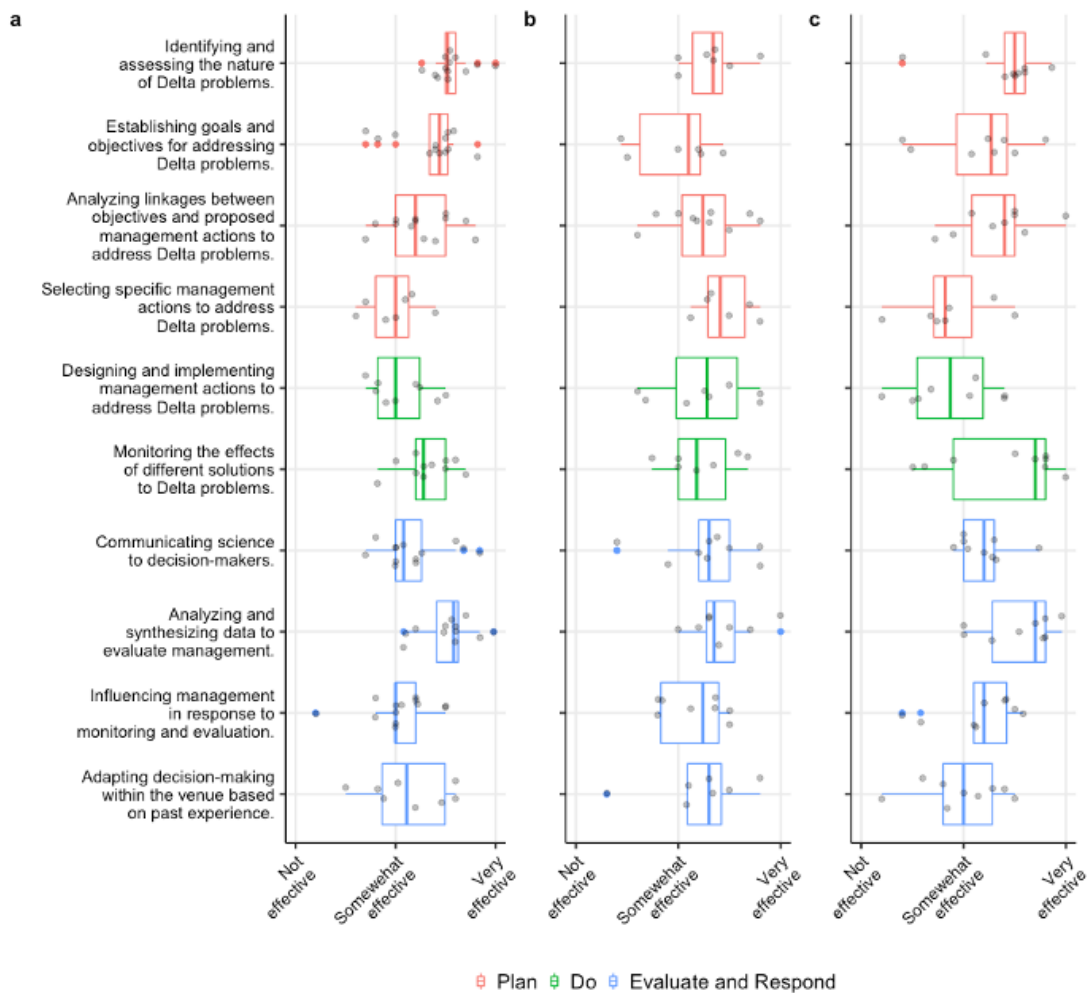 a
b
c
Identifying and
assessing the nature
of Delta problems.
Establishing goals and
objectives for addressing
Delta problems.
Analyzing linkages between
objectives and proposed
management actions to
address Delta problems.
Selecting specific management
actions to address
Delta problems.
Designing and implementing
management actions to
address Delta problems.
Monitoring the effects
of different solutions
to Delta problems.
Communicating science
to decision-makers.
Analyzing and
synthesizing data to
evaluate management.
Influencing management
in response to
monitoring and evaluation.
Adapting decision-making
within the venue based
on past experience.
Not
effective
Somewehat
effective
Very
effective
Not
effective
Somewehat
effective
Very
effective
Not
effective
Somewehat
effective
Very
effective
Plan
Do
Evaluate and Respond